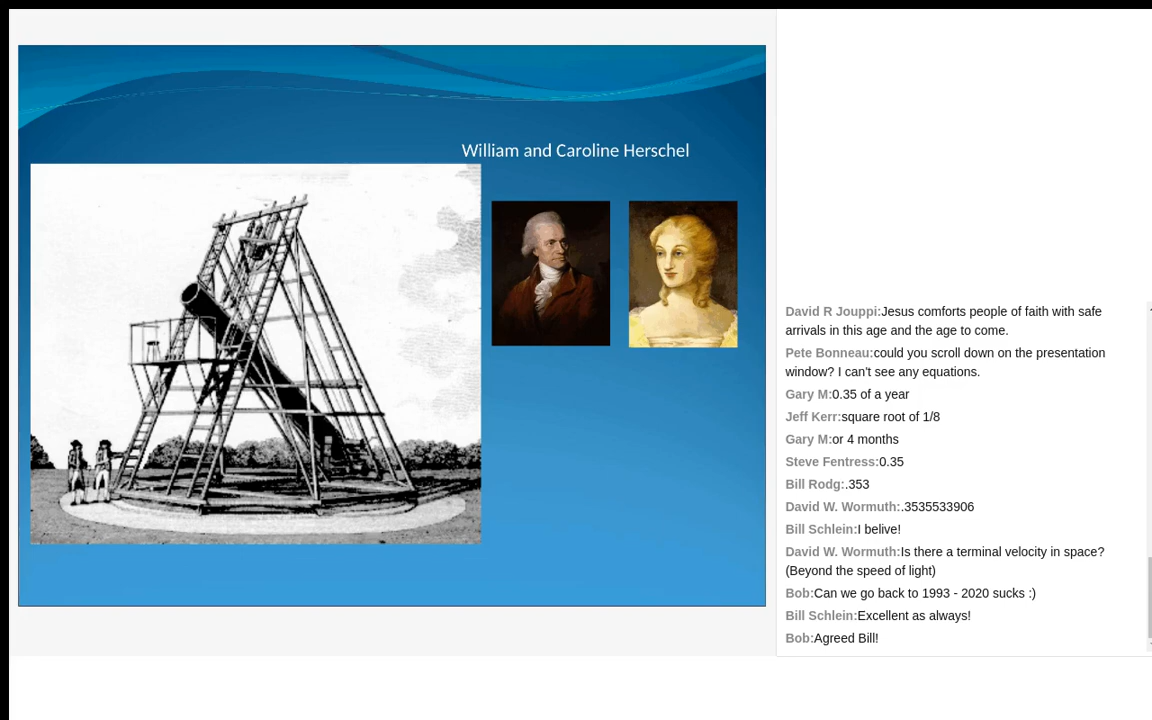 William and Caroline Herschel
David R Jouppi:Jesus comforts people of faith with safe
arrivals in this age and the age to come.
Pete Bonneau:could you scroll down on the presentation
window? I can't see any equations.
Gary M:0.35 of a year
Jeff Kerr:square root of 1/8
Gary M:or 4 months
Steve Fentress:0.35
Bill Rodg:.353
David W. Wormuth:.3535533906
Bill Schlein:I belive!
David W. Wormuth:Is there a terminal velocity in space?
(Beyond the speed of light)
Bob:Can we go back to 1993 - 2020 sucks :)
Bill Schlein:Excellent as always!
Bob:Agreed Bill!